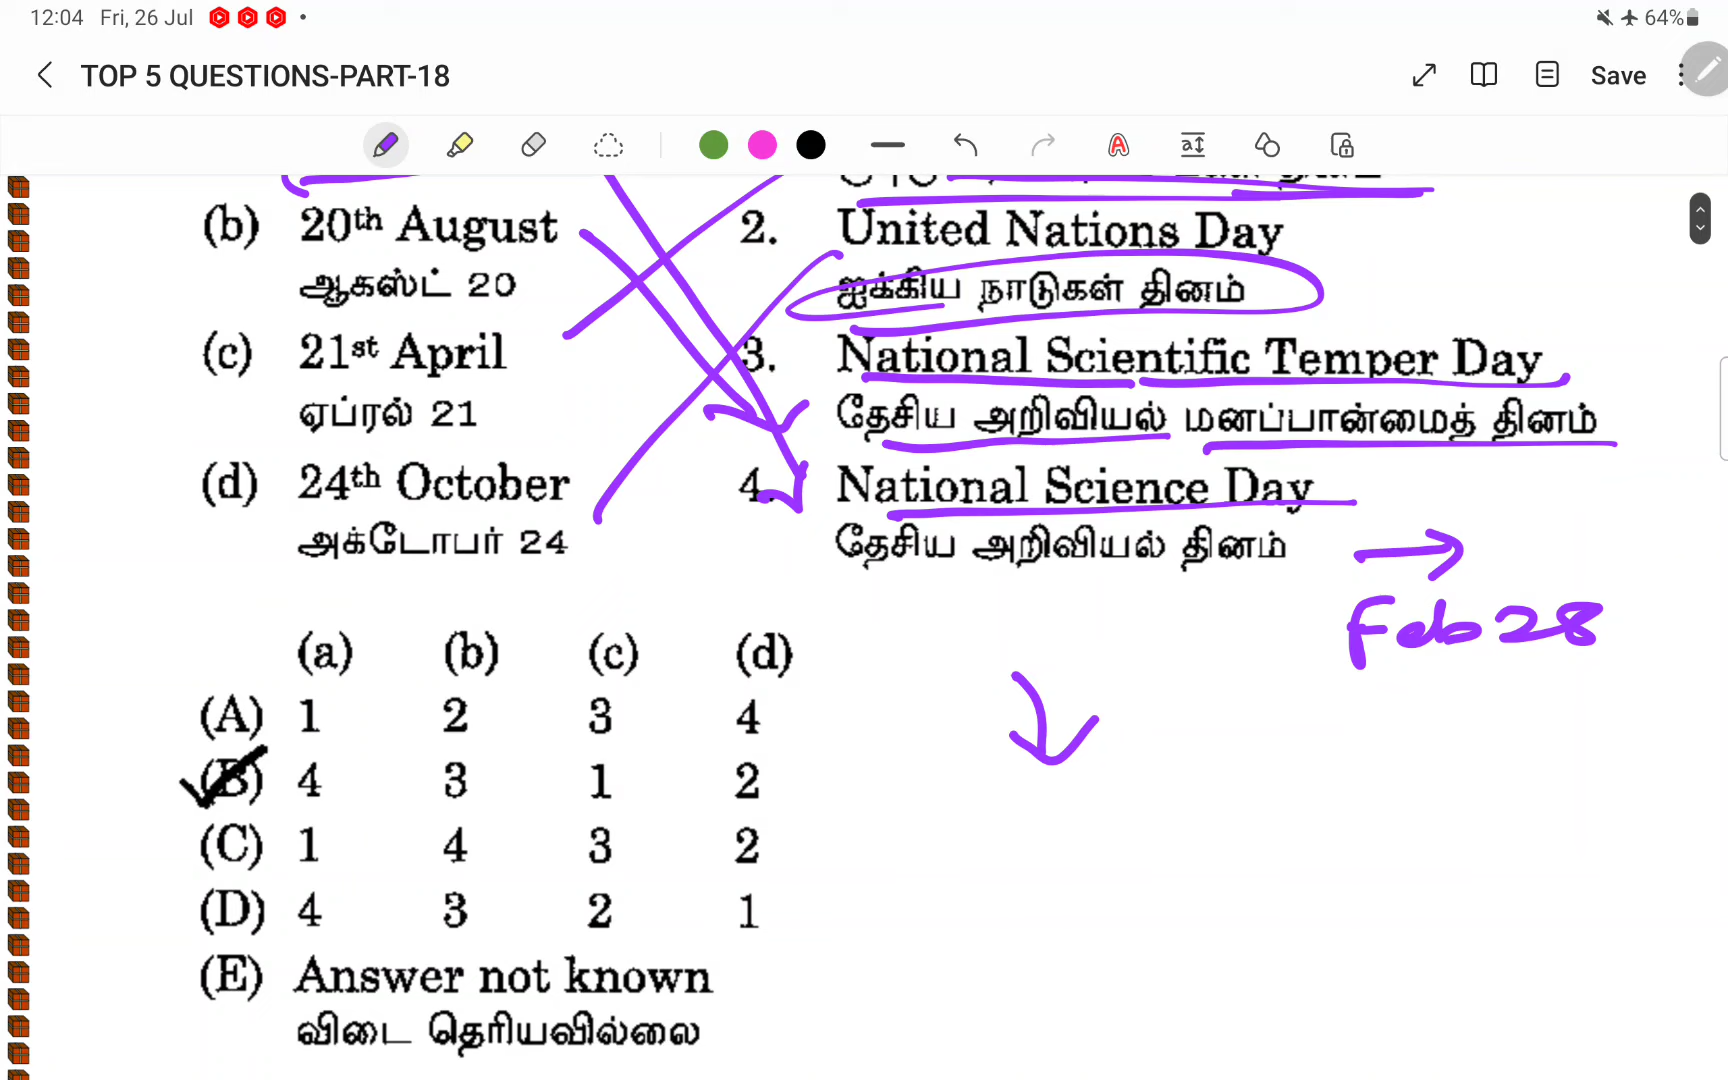 12:04 Fri, 26 Jul
64%
TOP 5 QUESTIONS-PART-18
Save
(b) 20th August 2. United Nations Day
ஆகஸ்ட் 20 ஐக்கிய நாடுகள் தினம்
(c) 21st April 3. National Scientific Temper Day
ஏப்ரல் 21 தேசிய அறிவியல் மனப்பான்மைத் தினம்
(d) 24th October 4. National Science Day
அக்டோபர் 24 தேசிய அறிவியல் தினம்
Feb 28
(a) (b) (c) (d)
(A) 1 2 3 4
(B) 4 3 1 2
(C) 1 4 3 2
(D) 4 3 2 1
(E) Answer not known
விடை தெரியவில்லை